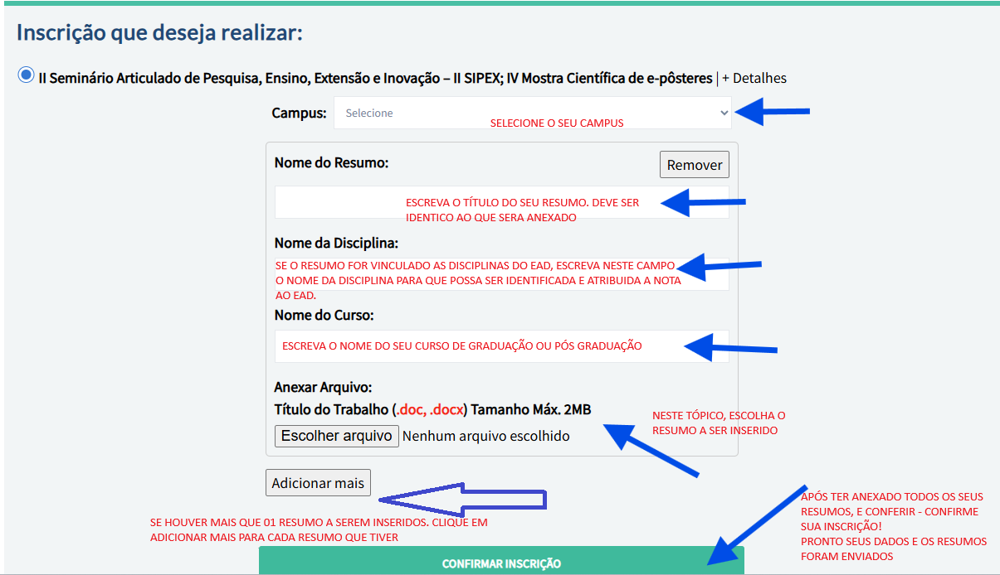 Inscrição que deseja realizar:
II Seminário Articulado de Pesquisa, Ensino, Extensão e Inovação – II SIPEX; IV Mostra Científica de e-pôsteres | + Detalhes
Campus: Selecione
SELECIONE O SEU CAMPUS
Nome do Resumo:
Remover
ESCREVA O TÍTULO DO SEU RESUMO. DEVE SER
IDENTICO AO QUE SERA ANEXADO
Nome da Disciplina:
SE O RESUMO FOR VINCULADO AS DISCIPLINAS DO EAD, ESCREVA NESTE CAMPO
O NOME DA DISCIPLINA PARA QUE POSSA SER IDENTIFICADA E ATRIBUIDA A NOTA
AO EAD.
Nome do Curso:
ESCREVA O NOME DO SEU CURSO DE GRADUAÇÃO OU PÓS GRADUAÇÃO
Anexar Arquivo:
Título do Trabalho (.doc, .docx) Tamanho Máx. 2MB
NESTE TÓPICO, ESCOLHA O
RESUMO A SER INSERIDO
Escolher arquivo Nenhum arquivo escolhido
Adicionar mais
SE HOUVER MAIS QUE 01 RESUMO A SEREM INSERIDOS. CLIQUE EM
ADICIONAR MAIS PARA CADA RESUMO QUE TIVER
APÓS TER ANEXADO TODOS OS SEUS
RESUMOS, E CONFERIR - CONFIRME
SUA INSCRIÇÃO!
PRONTO SEUS DADOS E OS RESUMOS
FORAM ENVIADOS
CONFIRMAR INSCRIÇÃO